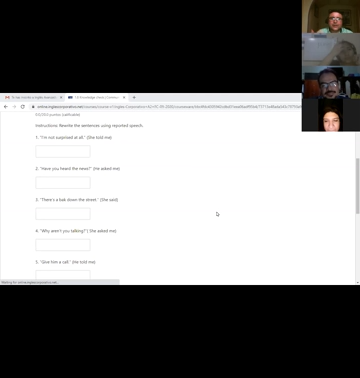 Instructions: Rewrite the sentences using reported speech.
1. "I'm not surprised at all." (She told me)
2. "Have you heard the news?" (He asked me)
3. "There's a bak down the street." (She said)
4. "Why aren't you talking?" ( She asked me)
5. "Give him a call." (He told me)